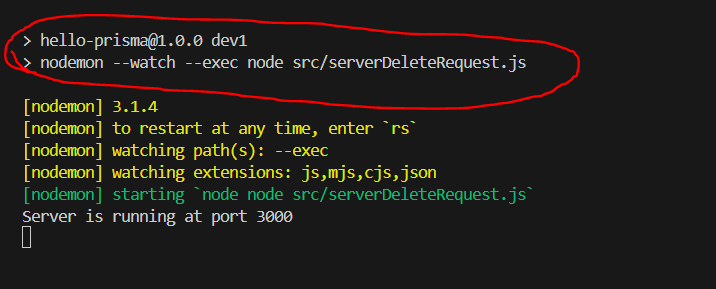 > hello-prisma@1.0.0 dev1
> nodemon --watch --exec node src/serverDeleteRequest.js
[nodemon] 3.1.4
[nodemon] to restart at any time, enter `rs`
[nodemon] watching path(s): --exec
[nodemon] watching extensions: js,mjs,cjs,json
[nodemon] starting `node node src/serverDeleteRequest.js`
Server is running at port 3000